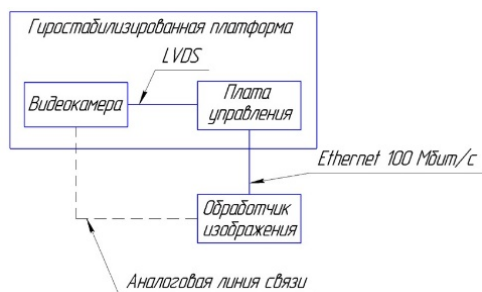 Гиростабилизированная платформа
LVDS
Видеокамера
Плата
управления
Ethernet 100 Мбит/с
Обработчик
изображения
Аналоговая линия связи